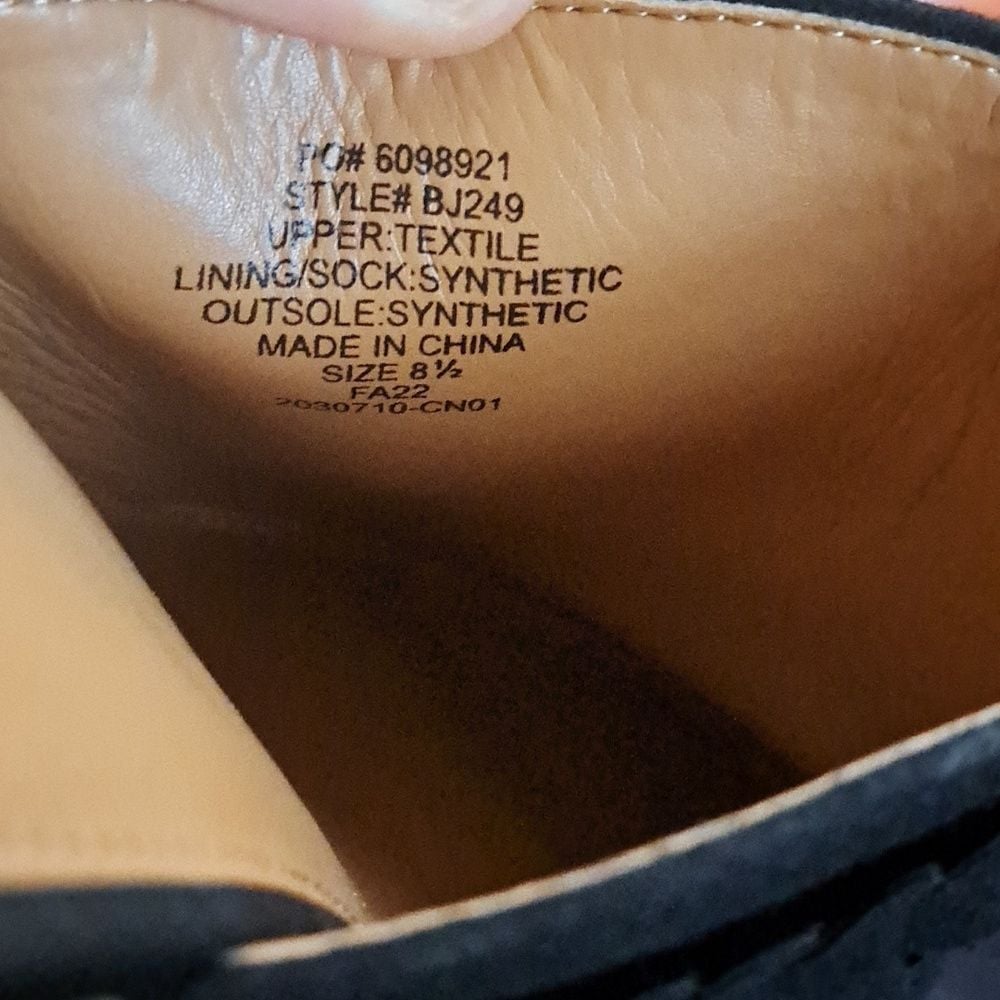 PO# 6098921
STYLE# BJ249
UPPER:TEXTILE
LINING/SOCK:SYNTHETIC
OUTSOLE:SYNTHETIC
MADE IN CHINA
SIZE 8½
FA22
2030710-CN01